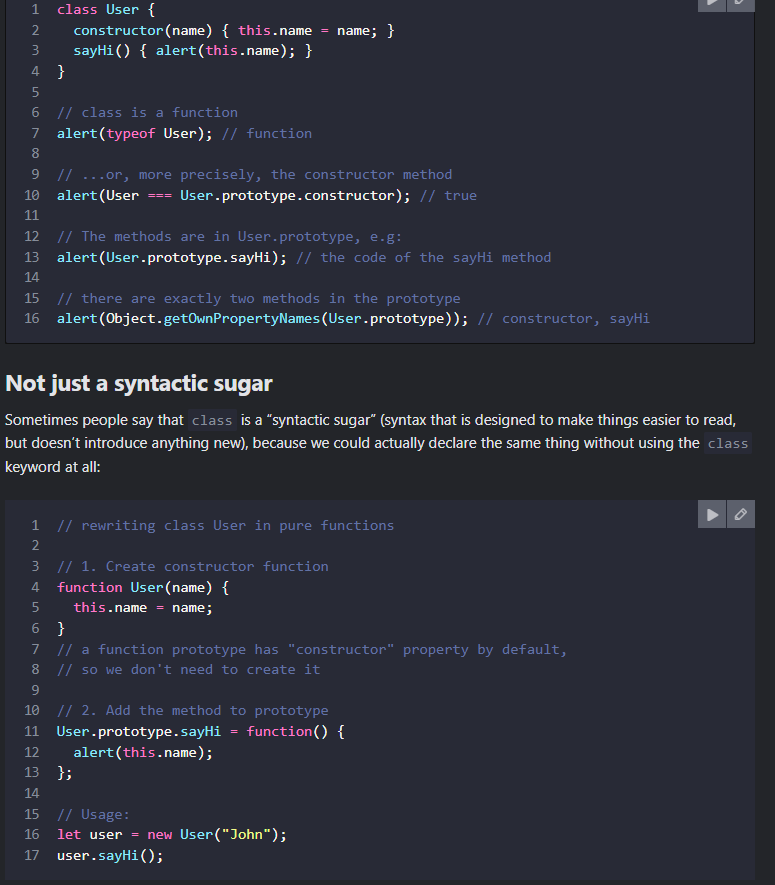 1 class User {
2   constructor(name) { this.name = name; }
3   sayHi() { alert(this.name); }
4 }
5
6 // class is a function
7 alert(typeof User); // function
8
9 // ...or, more precisely, the constructor method
10 alert(User === User.prototype.constructor); // true
11
12 // The methods are in User.prototype, e.g:
13 alert(User.prototype.sayHi); // the code of the sayHi method
14
15 // there are exactly two methods in the prototype
16 alert(Object.getOwnPropertyNames(User.prototype)); // constructor, sayHi
Not just a syntactic sugar
Sometimes people say that class is a “syntactic sugar” (syntax that is designed to make things easier to read,
but doesn’t introduce anything new), because we could actually declare the same thing without using the class
keyword at all:
1 // rewriting class User in pure functions
2
3 // 1. Create constructor function
4 function User(name) {
5   this.name = name;
6 }
7 // a function prototype has "constructor" property by default,
8 // so we don't need to create it
9
10 // 2. Add the method to prototype
11 User.prototype.sayHi = function() {
12   alert(this.name);
13 };
14
15 // Usage:
16 let user = new User("John");
17 user.sayHi();